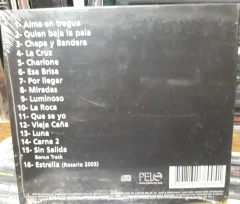 1- Alma en tregua
2- Quien baja la pala
3- Chapa y Bandera
4- La Cruz
5- Charione
6- Esa Brisa
7- Por llegar
8- Miradas
9- Luminoso
10- La Roca
11- Que se yo
12- Vieja Caña
13- Luna
14- Carne 2
15- Sin Salida
Bonus Track
16- Estrella (Rosario 2005)